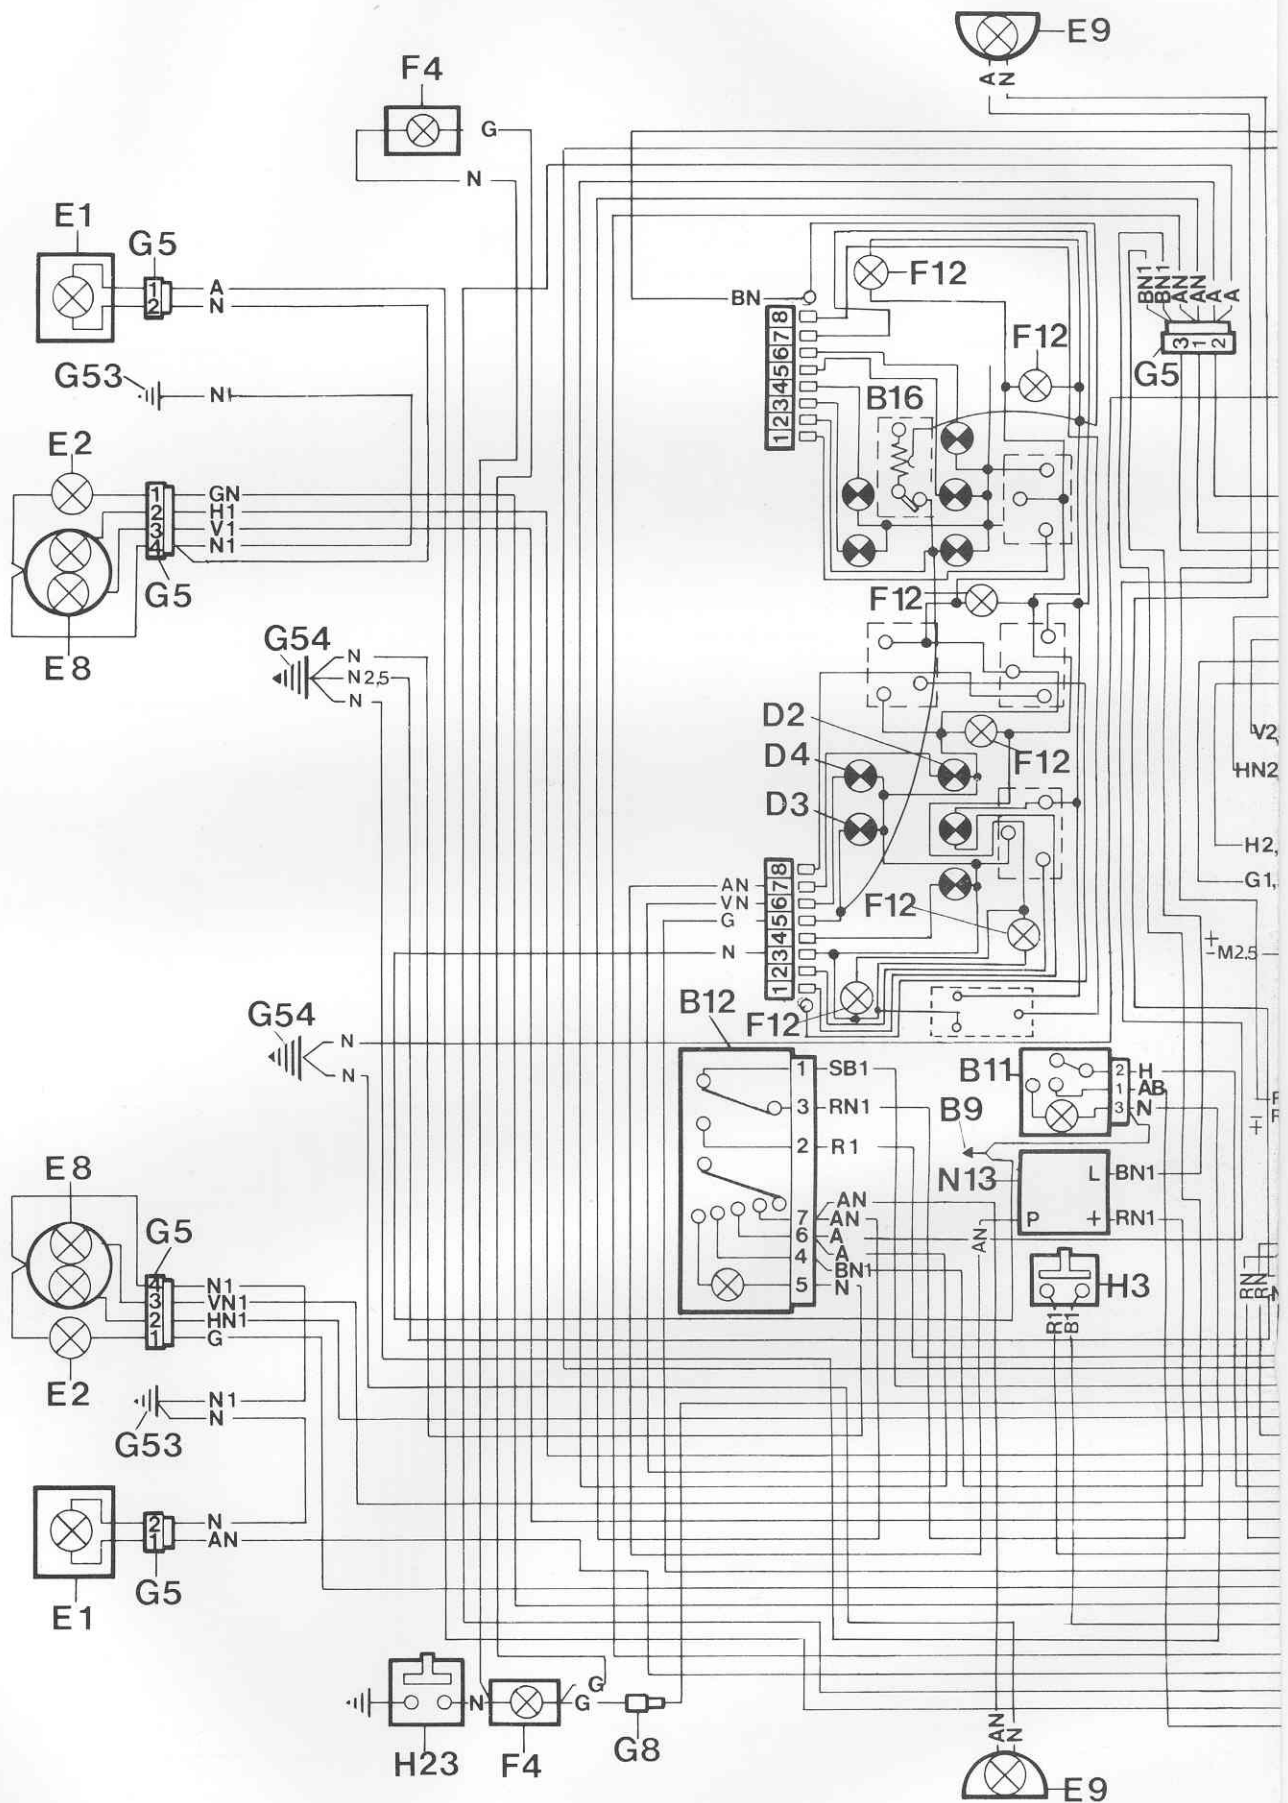 E9
A
N
F4
G
N
E1
G5
1 A
2 N
G53
N1
E2
1 GN
2 H1
3 V1
4 N1
G5
E8
G54
N
N 2,5
N
BN
8
7
6
5
4
3
2
1
F12
F12
B16
BN1
BN1
AN
AN
A
A
3 1 2
G5
F12
D2
D4
D3
F12
V2,
HN2
H2,
G1,
8
AN 7
VN 6
G 5
4
N 3
2
1
F12
F12
+
-M2.5
G54
N
N
B12
1 SB1
3 RN1
2 R1
AN
7 AN
6 A
A
4 BN1
5 N
B11
2 H
1 AB
3 N
B9
N13
L BN1
P + RN1
AN
H3
R1
B1
RN
RN
E8
G5
4 N1
3 VN1
2 HN1
1 G
E2
N1
N
G53
2 N
1 AN
G5
E1
H23
N
F4
G
G
G8
AN
N
E9